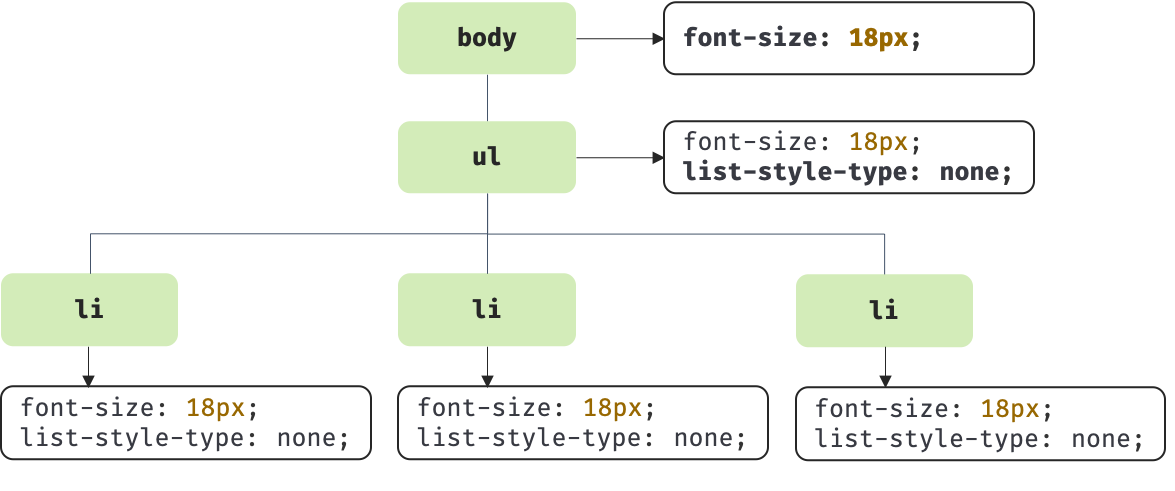 body
font-size: 18px;
ul
font-size: 18px;
list-style-type: none;
li
li
li
font-size: 18px;
list-style-type: none;
font-size: 18px;
list-style-type: none;
font-size: 18px;
list-style-type: none;